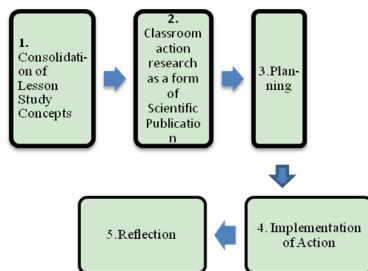 1.
Consolidati-
on of
Lesson
Study
Concepts
2.
Classroom
action
research
as a form
of
Scientific
Publicatio
n
3.Plan-
ning
4. Implementation
of Action
5.Reflection